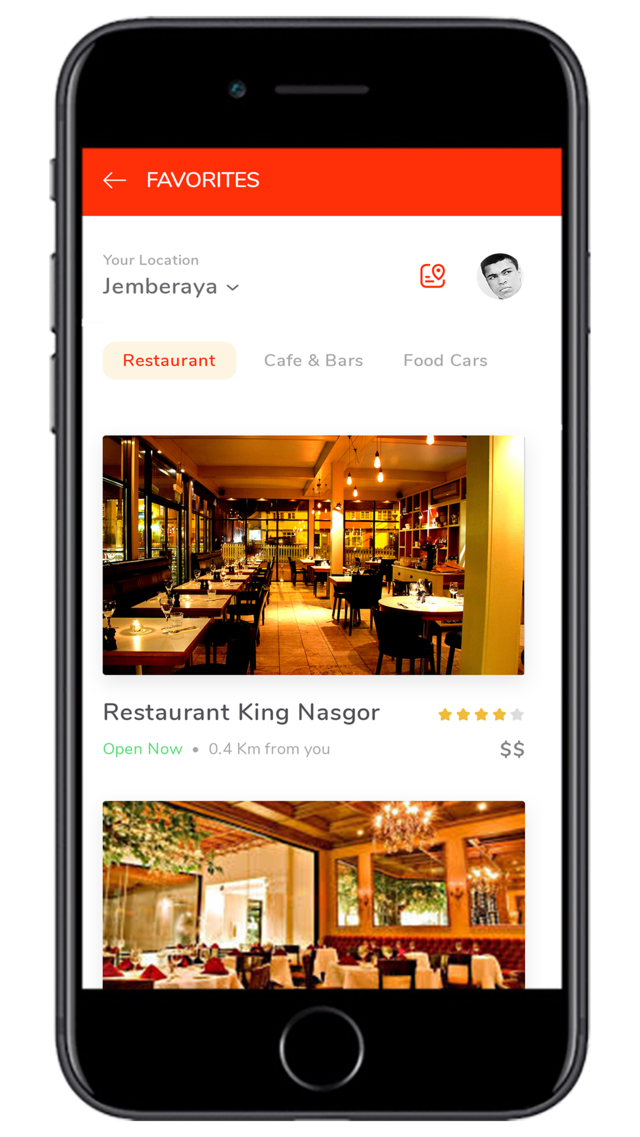 FAVORITES
Your Location
Jemberaya
Restaurant Cafe & Bars Food Cars
Restaurant King Nasgor
Open Now • 0.4 Km from you $$